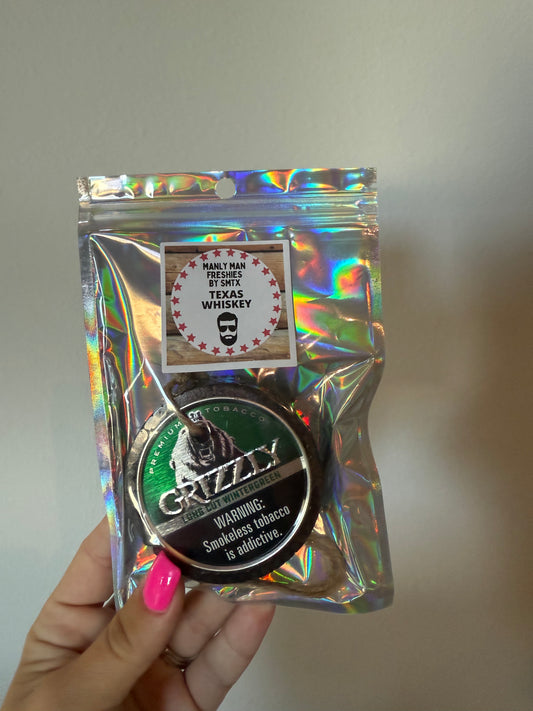 MANLY MAN
FRESHIES
BY SMTX
TEXAS
WHISKEY
PREMIUM TOBACCO
GRIZZLY
LONG CUT WINTERGREEN
WARNING:
Smokeless tobacco
is addictive.